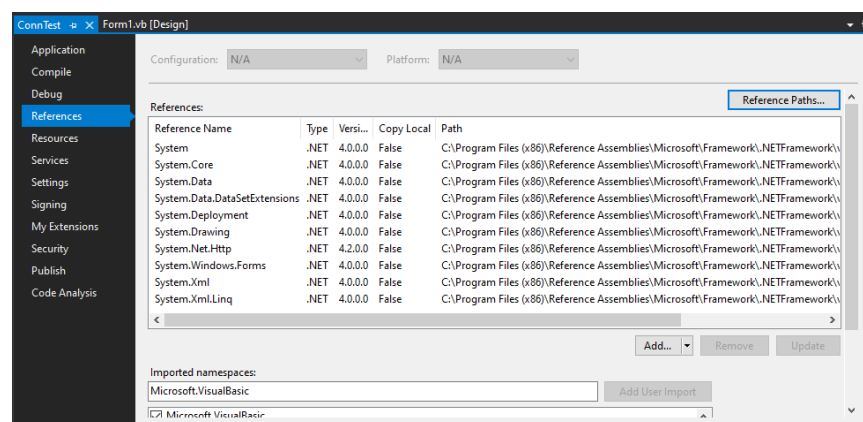 ConnTest Form1.vb [Design]
Application
Compile
Debug
References
Resources
Services
Settings
Signing
My Extensions
Security
Publish
Code Analysis
Configuration: N/A Platform: N/A
Reference Paths...
References:
Reference Name Type Versi... Copy Local Path
System .NET 4.0.0.0 False C:\Program Files (x86)\Reference Assemblies\Microsoft\Framework\.NETFramework\v
System.Core .NET 4.0.0.0 False C:\Program Files (x86)\Reference Assemblies\Microsoft\Framework\.NETFramework\v
System.Data .NET 4.0.0.0 False C:\Program Files (x86)\Reference Assemblies\Microsoft\Framework\.NETFramework\v
System.Data.DataSetExtensions .NET 4.0.0.0 False C:\Program Files (x86)\Reference Assemblies\Microsoft\Framework\.NETFramework\v
System.Deployment .NET 4.0.0.0 False C:\Program Files (x86)\Reference Assemblies\Microsoft\Framework\.NETFramework\v
System.Drawing .NET 4.0.0.0 False C:\Program Files (x86)\Reference Assemblies\Microsoft\Framework\.NETFramework\v
System.Net.Http .NET 4.2.0.0 False C:\Program Files (x86)\Reference Assemblies\Microsoft\Framework\.NETFramework\v
System.Windows.Forms .NET 4.0.0.0 False C:\Program Files (x86)\Reference Assemblies\Microsoft\Framework\.NETFramework\v
System.Xml .NET 4.0.0.0 False C:\Program Files (x86)\Reference Assemblies\Microsoft\Framework\.NETFramework\v
System.Xml.Linq .NET 4.0.0.0 False C:\Program Files (x86)\Reference Assemblies\Microsoft\Framework\.NETFramework\v
Add... Remove Update
Imported namespaces:
Microsoft.VisualBasic Add User Import
Microsoft.VisualBasic